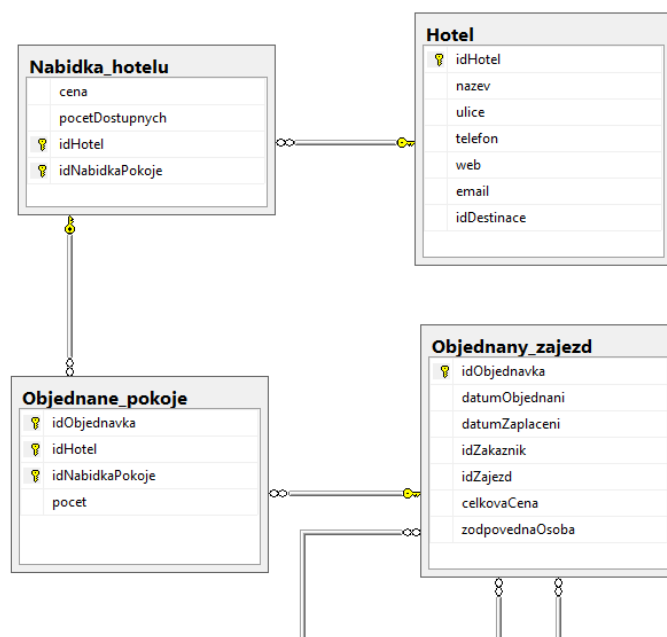 Nabidka_hotelu
cena
pocetDostupnych
idHotel
idNabidkaPokoje
Hotel
idHotel
nazev
ulice
telefon
web
email
idDestinace
Objednane_pokoje
idObjednavka
idHotel
idNabidkaPokoje
pocet
Objednany_zajezd
idObjednavka
datumObjednani
datumZaplaceni
idZakaznik
idZajezd
celkovaCena
zodpovednaOsoba